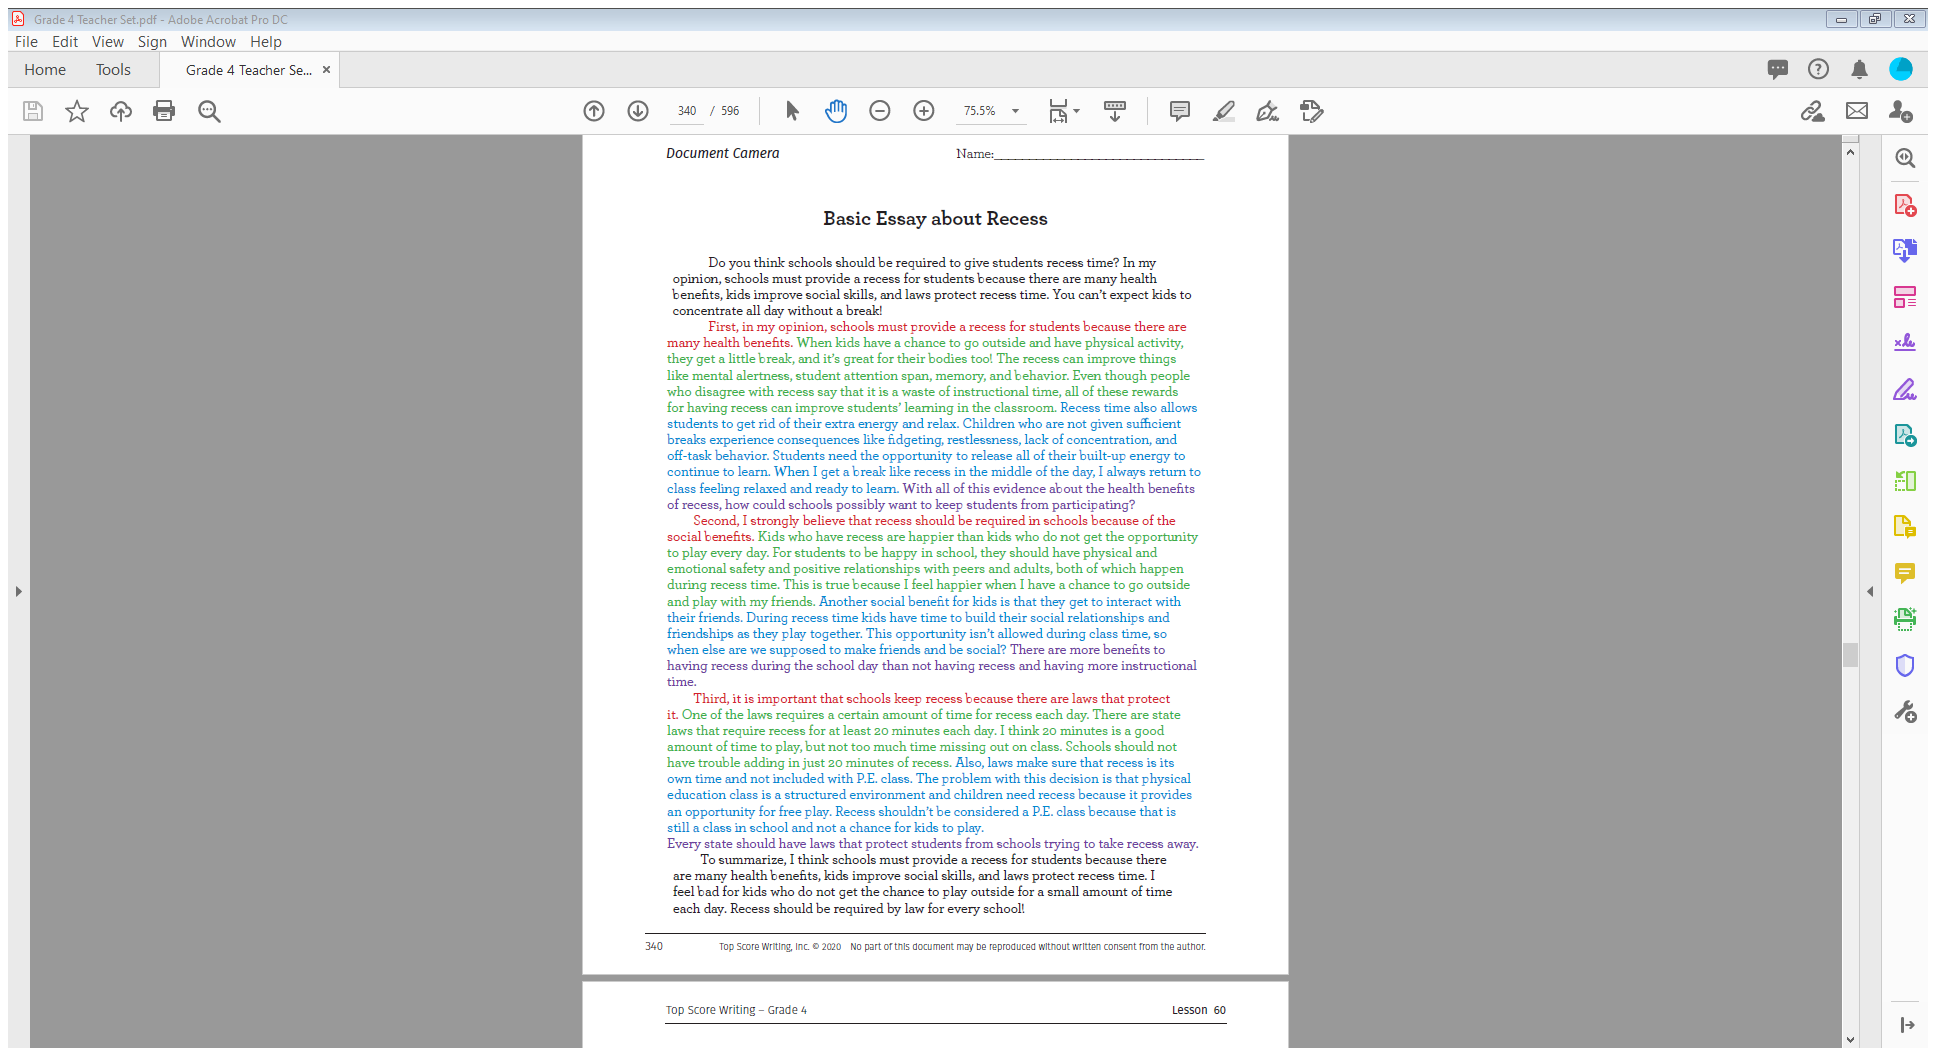 Grade 4 Teacher Set.pdf - Adobe Acrobat Pro DC
File Edit View Sign Window Help
Home Tools Grade 4 Teacher Se... ×
340 / 596 75.5%
Document Camera Name:______________________________
Basic Essay about Recess
Do you think schools should be required to give students recess time? In my
opinion, schools must provide a recess for students because there are many health
benefits, kids improve social skills, and laws protect recess time. You can't expect kids to
concentrate all day without a break!
First, in my opinion, schools must provide a recess for students because there are
many health benefits. When kids have a chance to go outside and have physical activity,
they get a little break, and it's great for their bodies too! The recess can improve things
like mental alertness, student attention span, memory, and behavior. Even though people
who disagree with recess say that it is a waste of instructional time, all of these rewards
for having recess can improve students' learning in the classroom. Recess time also allows
students to get rid of their extra energy and relax. Children who are not given sufficient
breaks experience consequences like fidgeting, restlessness, lack of concentration, and
off-task behavior. Students need the opportunity to release all of their built-up energy to
continue to learn. When I get a break like recess in the middle of the day, I always return to
class feeling relaxed and ready to learn. With all of this evidence about the health benefits
of recess, how could schools possibly want to keep students from participating?
Second, I strongly believe that recess should be required in schools because of the
social benefits. Kids who have recess are happier than kids who do not get the opportunity
to play every day. For students to be happy in school, they should have physical and
emotional safety and positive relationships with peers and adults, both of which happen
during recess time. This is true because I feel happier when I have a chance to go outside
and play with my friends. Another social benefit for kids is that they get to interact with
their friends. During recess time kids have time to build their social relationships and
friendships as they play together. This opportunity isn't allowed during class time, so
when else are we supposed to make friends and be social? There are more benefits to
having recess during the school day than not having recess and having more instructional
time.
Third, it is important that schools keep recess because there are laws that protect
it. One of the laws requires a certain amount of time for recess each day. There are state
laws that require recess for at least 20 minutes each day. I think 20 minutes is a good
amount of time to play, but not too much time missing out on class. Schools should not
have trouble adding in just 20 minutes of recess. Also, laws make sure that recess is its
own time and not included with P.E. class. The problem with this decision is that physical
education class is a structured environment and children need recess because it provides
an opportunity for free play. Recess shouldn't be considered a P.E. class because that is
still a class in school and not a chance for kids to play.
Every state should have laws that protect students from schools trying to take recess away.
To summarize, I think schools must provide a recess for students because there
are many health benefits, kids improve social skills, and laws protect recess time. I
feel bad for kids who do not get the chance to play outside for a small amount of time
each day. Recess should be required by law for every school!
340 Top Score Writing, Inc. © 2020 No part of this document may be reproduced without written consent from the author.
Top Score Writing – Grade 4 Lesson 60